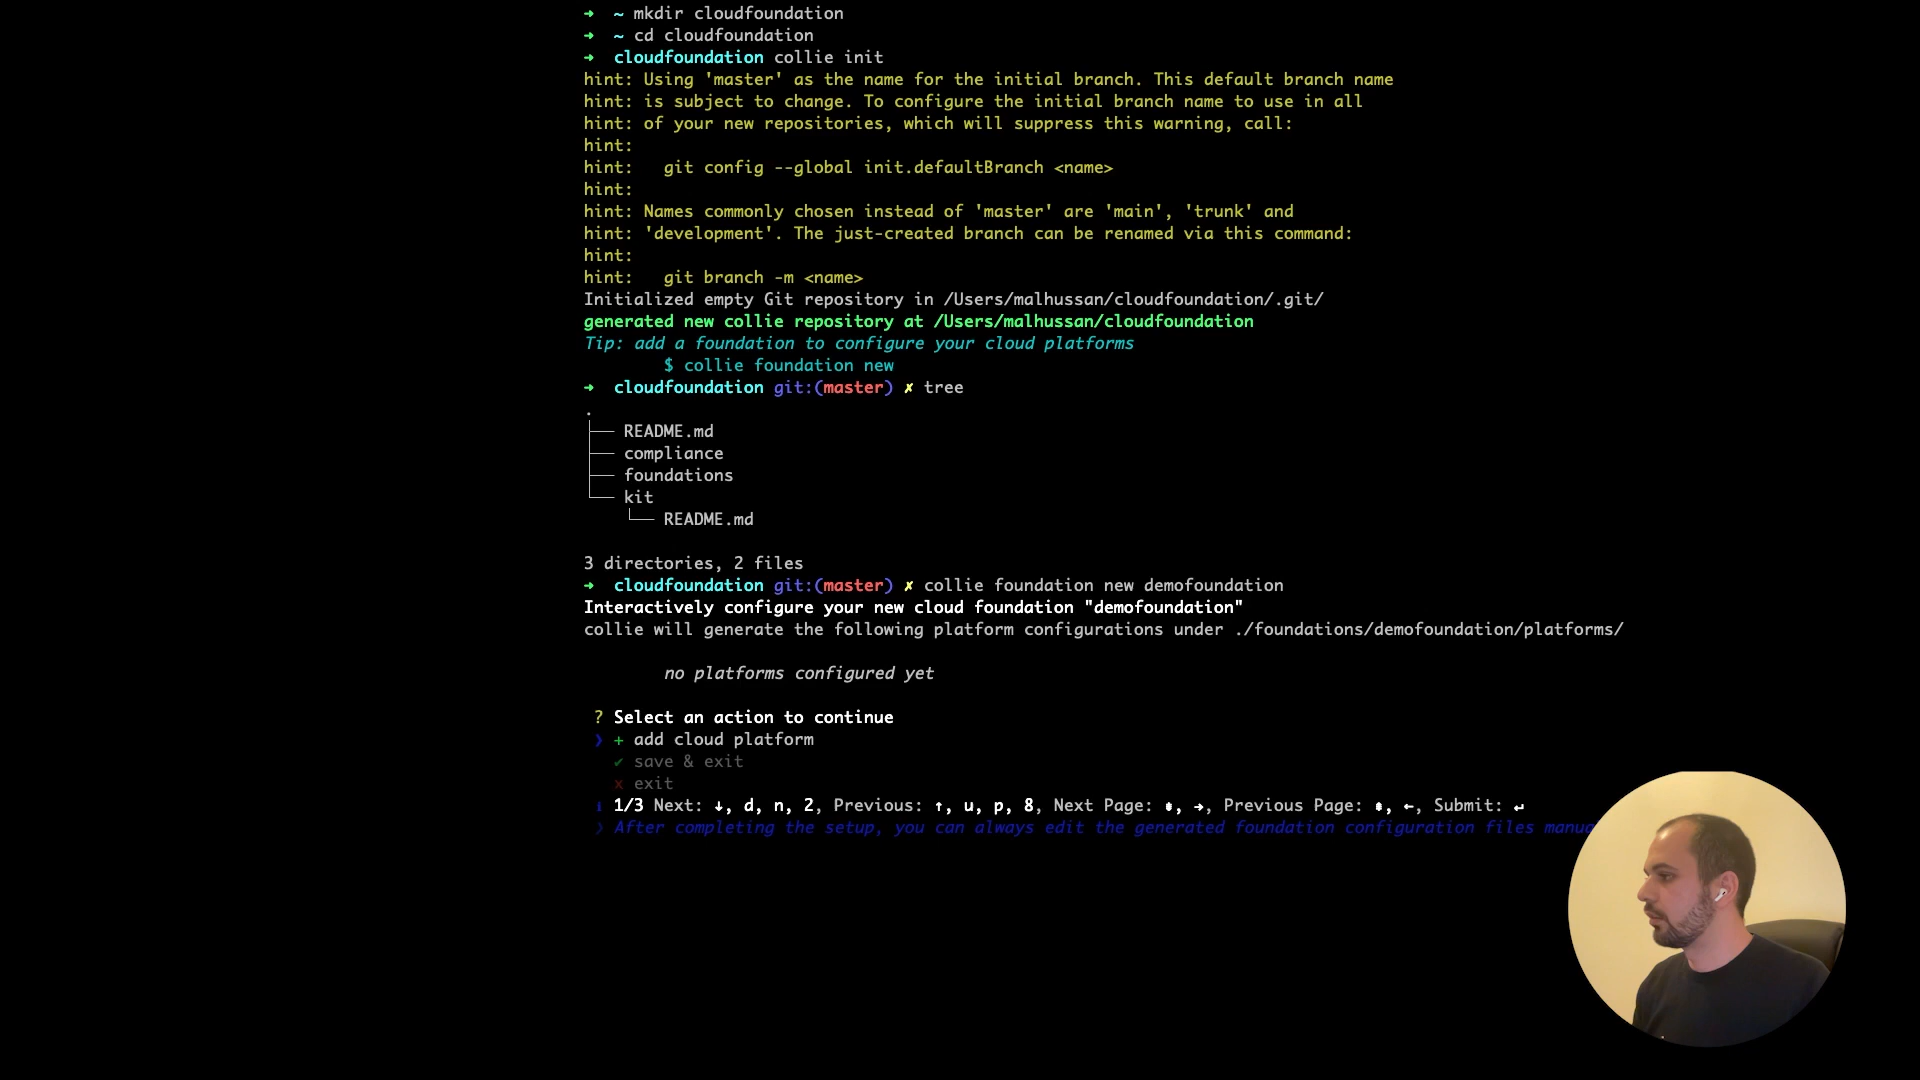 ➜  ~ mkdir cloudfoundation
➜  ~ cd cloudfoundation
➜  cloudfoundation collie init
hint: Using 'master' as the name for the initial branch. This default branch name
hint: is subject to change. To configure the initial branch name to use in all
hint: of your new repositories, which will suppress this warning, call:
hint:
hint:   git config --global init.defaultBranch <name>
hint:
hint: Names commonly chosen instead of 'master' are 'main', 'trunk' and
hint: 'development'. The just-created branch can be renamed via this command:
hint:
hint:   git branch -m <name>
Initialized empty Git repository in /Users/malhussan/cloudfoundation/.git/
generated new collie repository at /Users/malhussan/cloudfoundation
Tip: add a foundation to configure your cloud platforms
        $ collie foundation new
➜  cloudfoundation git:(master) ✗ tree
.
├── README.md
├── compliance
├── foundations
└── kit
    └── README.md
3 directories, 2 files
➜  cloudfoundation git:(master) ✗ collie foundation new demofoundation
Interactively configure your new cloud foundation "demofoundation"
collie will generate the following platform configurations under ./foundations/demofoundation/platforms/
        no platforms configured yet
? Select an action to continue
❯ + add cloud platform
  ✔ save & exit
  x exit
ℹ 1/3 Next: ↓, d, n, 2, Previous: ↑, u, p, 8, Next Page: ⇟, →, Previous Page: ⇞, ←, Submit: ↵
❯ After completing the setup, you can always edit the generated foundation configuration files